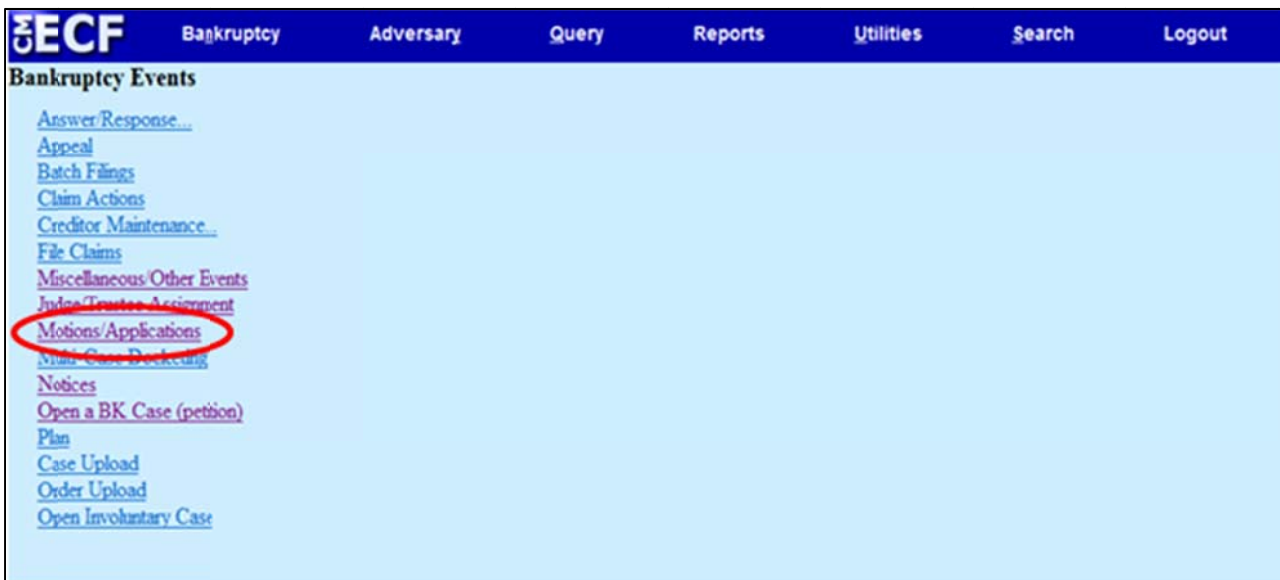 CM ECF Bankruptcy Adversary Query Reports Utilities Search Logout
Bankruptcy Events
Answer/Response...
Appeal
Batch Filings
Claim Actions
Creditor Maintenance...
File Claims
Miscellaneous/Other Events
Judge/Trustee Assignment
Motions/Applications
Multi-Case Docketing
Notices
Open a BK Case (petition)
Plan
Case Upload
Order Upload
Open Involuntary Case